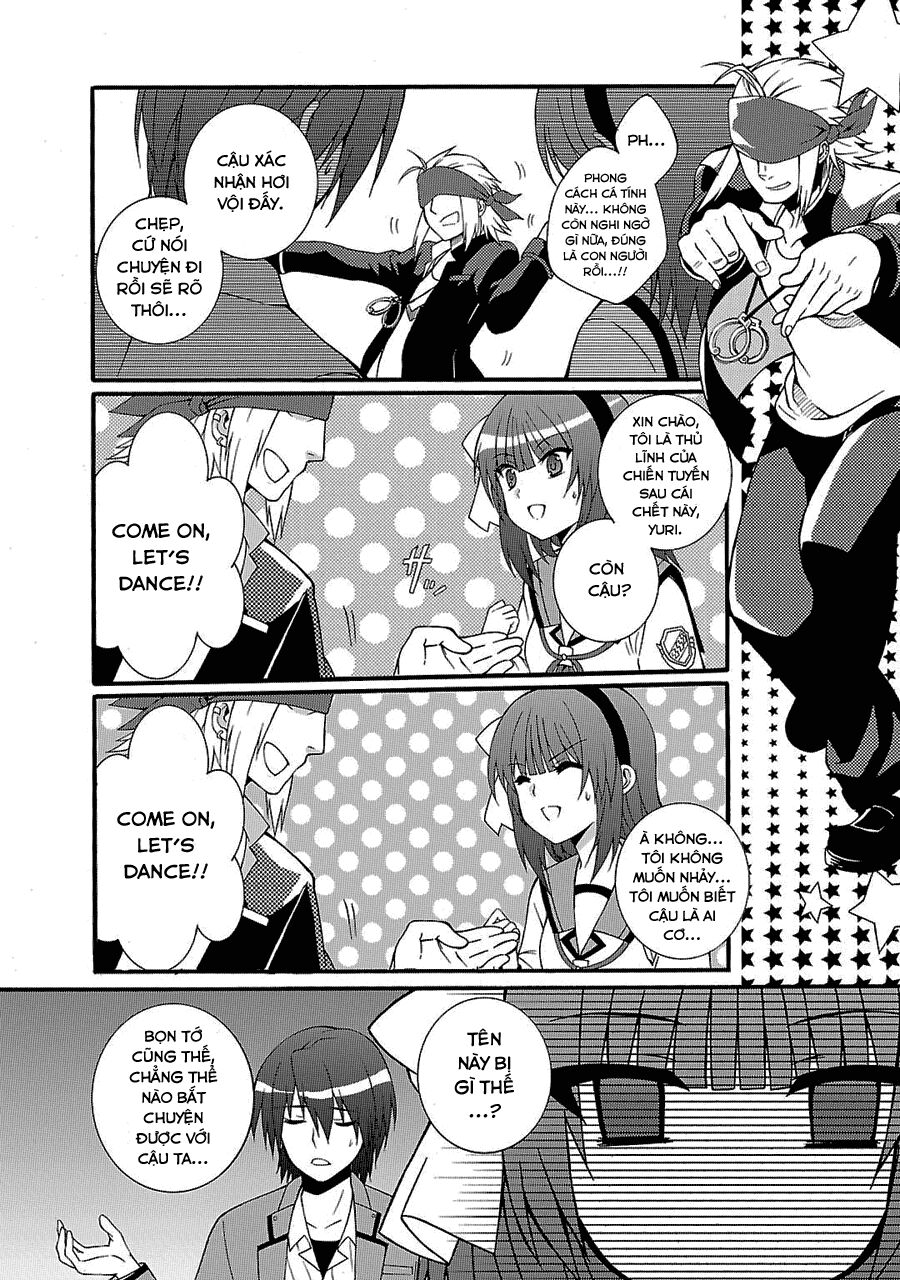 PH...
PHONG
CÁCH CÁ TÍNH
NÀY... KHÔNG
CÒN NGHI NGỜ
GÌ NỮA, ĐÚNG
LÀ CON NGƯỜI
RỒI...!!
CẬU XÁC
NHẬN HƠI
VỘI ĐẤY.
CHẸP,
CỨ NÓI
CHUYỆN ĐI
RỒI SẼ RÕ
THÔI...
XIN CHÀO,
TÔI LÀ THỦ
LĨNH CỦA
CHIẾN TUYẾN
SAU CÁI
CHẾT NÀY,
YURI.
CÒN
CẬU?
COME ON,
LET'S
DANCE!!
À KHÔNG...
TÔI KHÔNG
MUỐN NHẢY...
TÔI MUỐN BIẾT
CẬU LÀ AI
CƠ...
COME ON,
LET'S
DANCE!!
TÊN
NÀY BỊ
GÌ THẾ
...?
BỌN TỚ
CŨNG THẾ,
CHẲNG THỂ
NÀO BẮT
CHUYỆN
ĐƯỢC VỚI
CẬU TA...